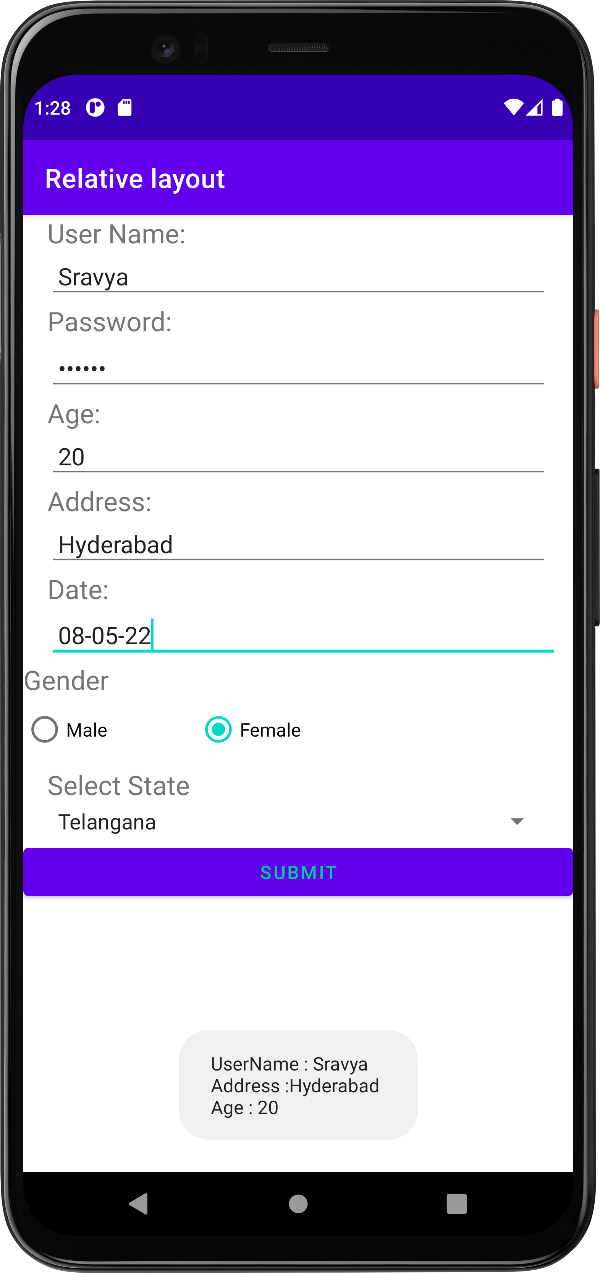 1:28
Relative layout
User Name:
Sravya
Password:
••••••
Age:
20
Address:
Hyderabad
Date:
08-05-22
Gender
Male Female
Select State
Telangana
SUBMIT
UserName : Sravya
Address :Hyderabad
Age : 20